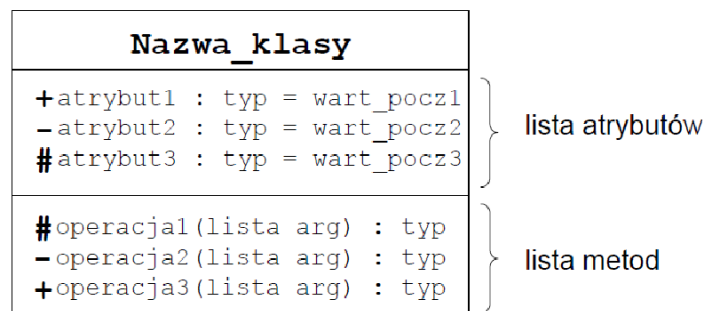 Nazwa_klasy
+atrybut1 : typ = wart_pocz1
-atrybut2 : typ = wart_pocz2
#atrybut3 : typ = wart_pocz3
lista atrybutów
#operacja1(lista arg) : typ
-operacja2(lista arg) : typ
+operacja3(lista arg) : typ
lista metod